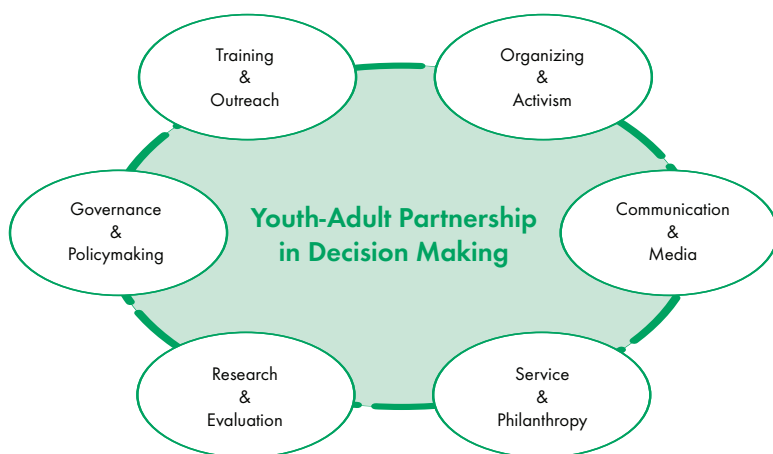 Training
&
Outreach
Organizing
&
Activism
Governance
&
Policymaking
Youth-Adult Partnership
in Decision Making
Communication
&
Media
Research
&
Evaluation
Service
&
Philanthropy